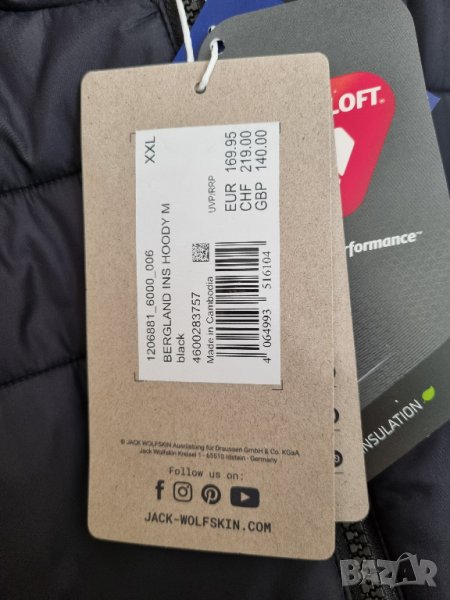 1206881_6000_006
XXL
BERGLAND INS HOODY M
black
UVP/RRP
EUR 169.95
CHF 219.00
GBP 140.00
4600283757
Made in Cambodia
4 064993 516104
© JACK WOLFSKIN Ausrüstung für Draussen GmbH & Co. KGaA
Jack Wolfskin Kreisel 1 - 65510 Idstein - Germany
Follow us on:
YouTube
JACK-WOLFSKIN.COM
LOFT
INSULATION
BAZAR